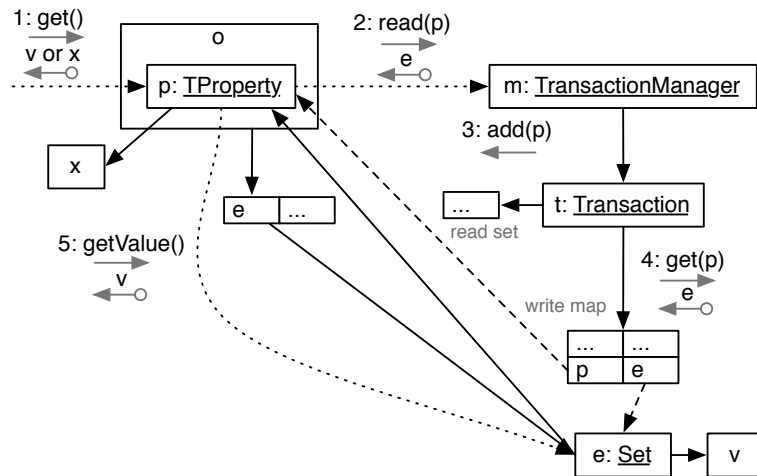 1: get()
v or x
o
2: read(p)
e
p: TProperty
m: TransactionManager
3: add(p)
x
e ...
... t: Transaction
read set
5: getValue()
v
4: get(p)
e
write map
... ...
p e
e: Set
v